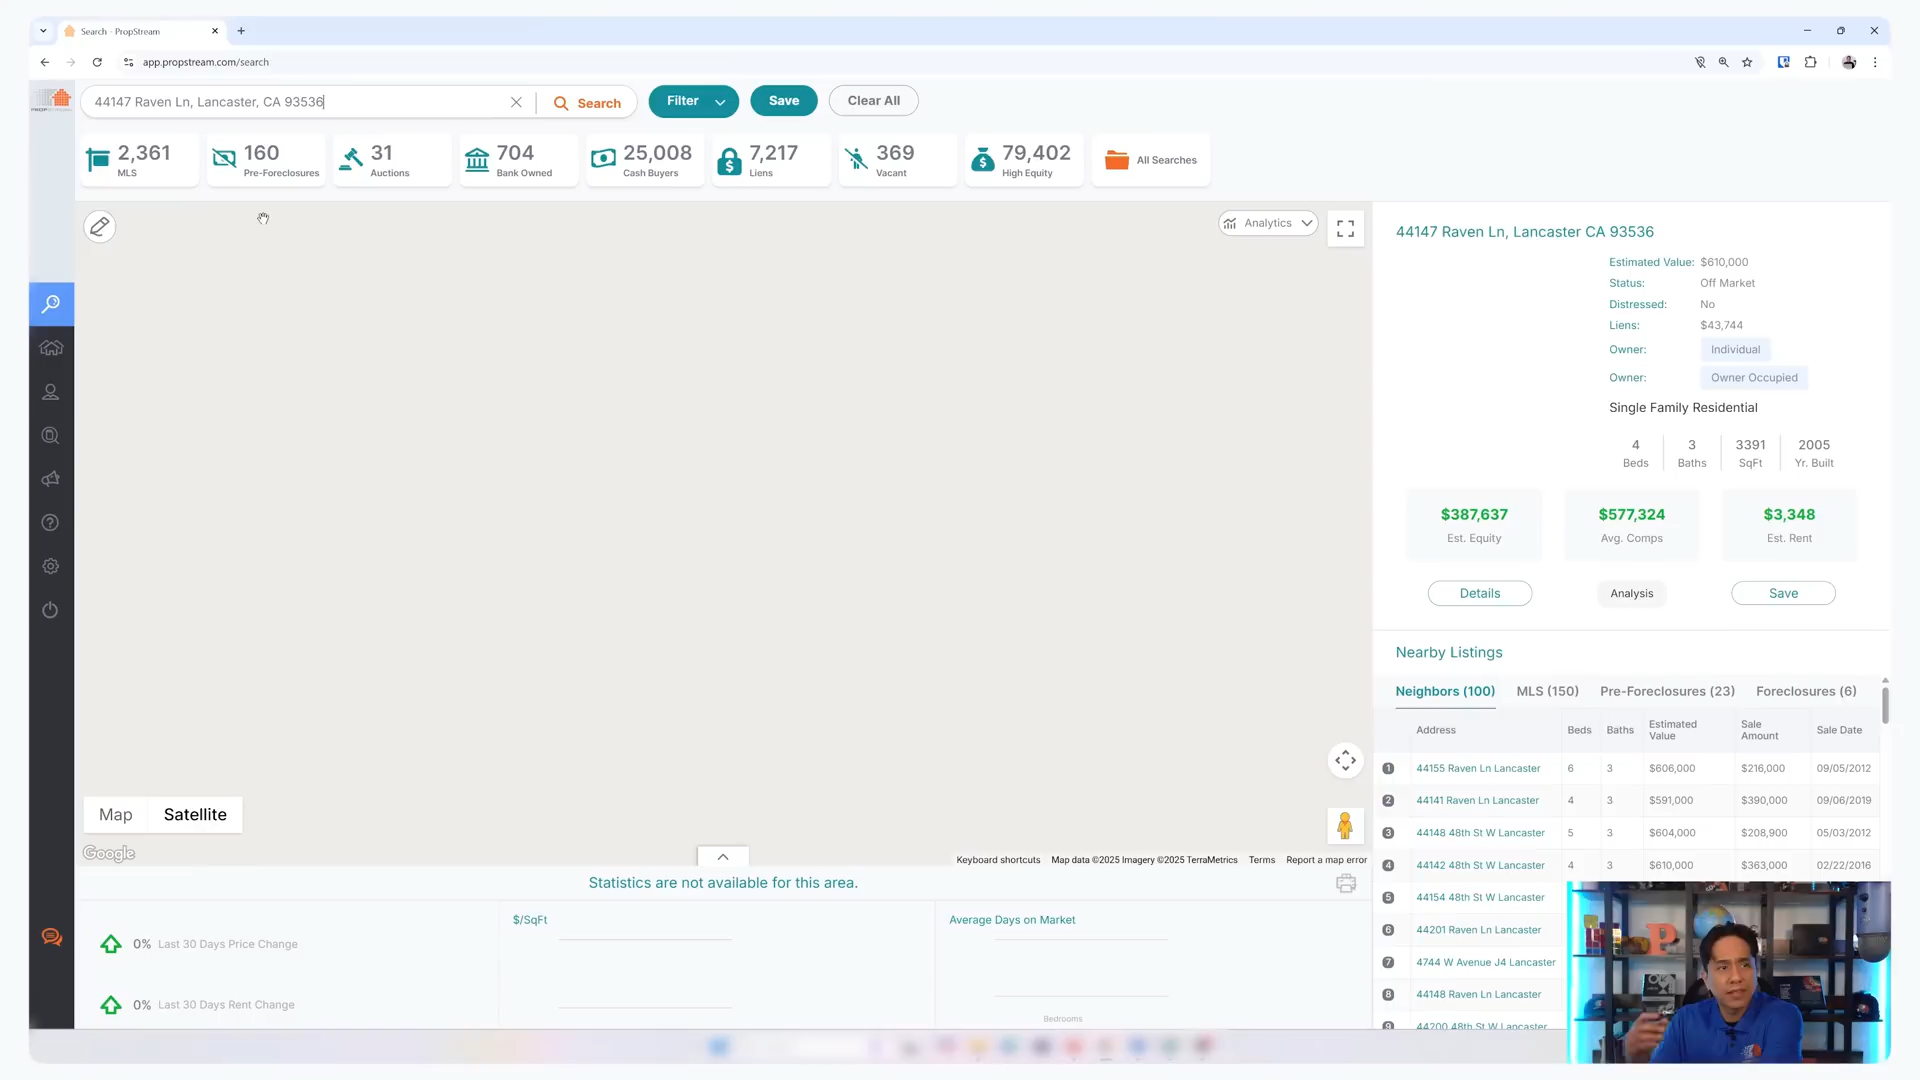 Search - PropStream
app.propstream.com/search
44147 Raven Ln, Lancaster, CA 93536
Search
Filter
Save
Clear All
2,361
MLS
160
Pre-Foreclosures
31
Auctions
704
Bank Owned
25,008
Cash Buyers
7,217
Liens
369
Vacant
79,402
High Equity
All Searches
Analytics
Map
Satellite
Google
Keyboard shortcuts
Map data ©2025 Imagery ©2025 TerraMetrics
Terms
Report a map error
Statistics are not available for this area.
0% Last 30 Days Price Change
0% Last 30 Days Rent Change
$/SqFt
Average Days on Market
Bedrooms
44147 Raven Ln, Lancaster CA 93536
Estimated Value: $610,000
Status: Off Market
Distressed: No
Liens: $43,744
Owner: Individual
Owner: Owner Occupied
Single Family Residential
4 3 3391 2005
Beds Baths SqFt Yr. Built
$387,637
Est. Equity
$577,324
Avg. Comps
$3,348
Est. Rent
Details
Analysis
Save
Nearby Listings
Neighbors (100) MLS (150) Pre-Foreclosures (23) Foreclosures (6)
Address Beds Baths Estimated Value Sale Amount Sale Date
1 44155 Raven Ln Lancaster 6 3 $606,000 $216,000 09/05/2012
2 44141 Raven Ln Lancaster 4 3 $591,000 $390,000 09/06/2019
3 44148 48th St W Lancaster 5 3 $604,000 $208,900 05/03/2012
4 44142 48th St W Lancaster 4 3 $610,000 $363,000 02/22/2016
5 44154 48th St W Lancaster
6 44201 Raven Ln Lancaster
7 4744 W Avenue J4 Lancaster
8 44148 Raven Ln Lancaster
9 44200 48th St W Lancaster